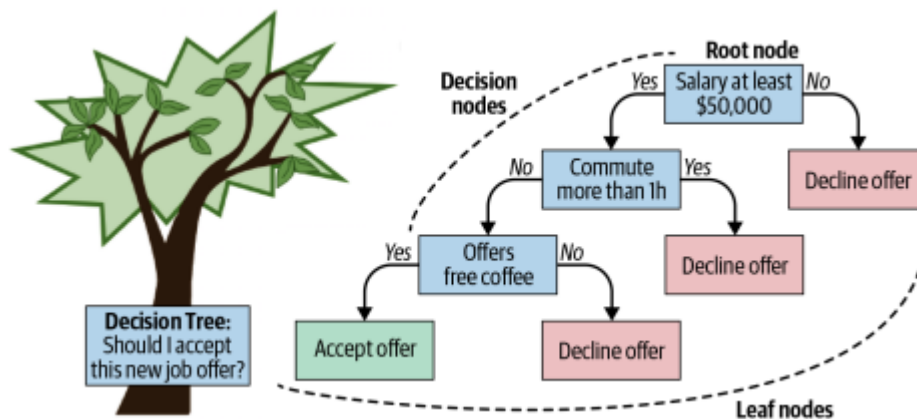 Root node
Decision
nodes
Yes
Salary at least
$50,000
No
No
Commute
more than 1h
Yes
Decline offer
Yes
Offers
free coffee
No
Decline offer
Decision Tree:
Should I accept
this new job offer?
Accept offer
Decline offer
Leaf nodes